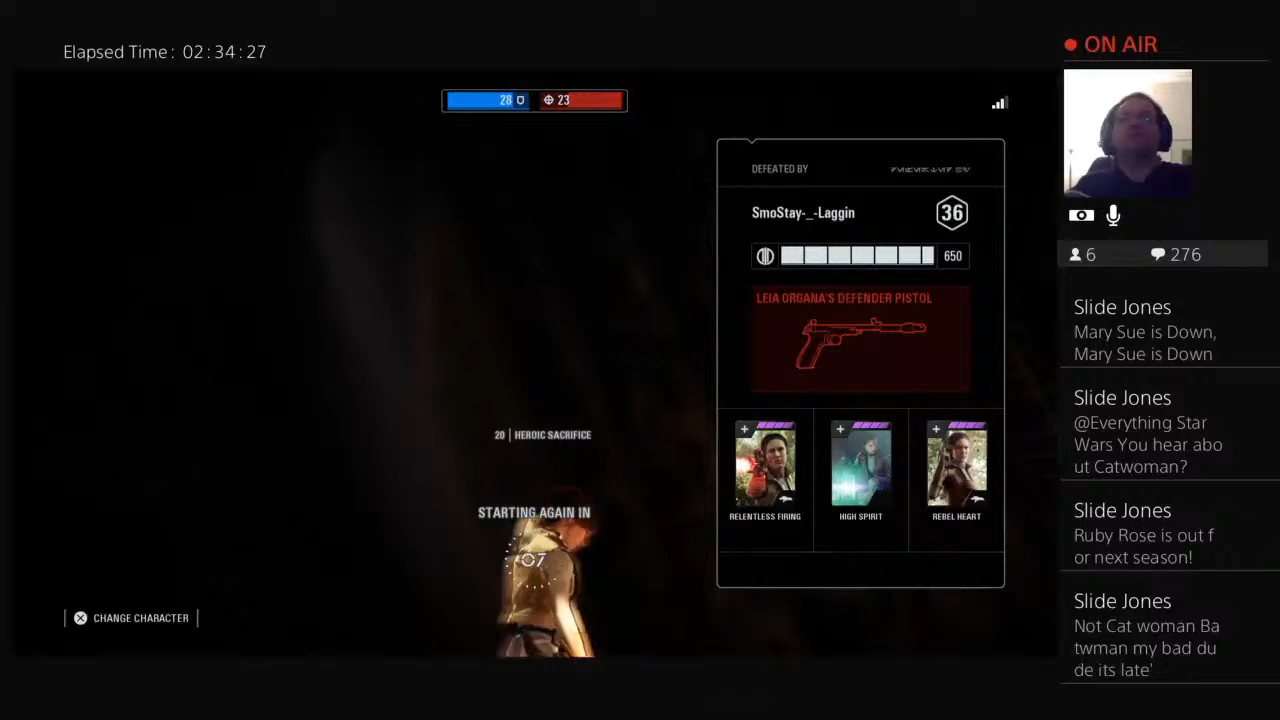 Elapsed Time: 02:34:27
ON AIR
28
23
DEFEATED BY
SmoStay-_-Laggin
36
650
LEIA ORGANA'S DEFENDER PISTOL
RELENTLESS FIRING
HIGH SPIRIT
REBEL HEART
20 | HEROIC SACRIFICE
STARTING AGAIN IN
07
CHANGE CHARACTER
6
276
Slide Jones
Mary Sue is Down,
Mary Sue is Down
Slide Jones
@Everything Star
Wars You hear abo
ut Catwoman?
Slide Jones
Ruby Rose is out f
or next season!
Slide Jones
Not Cat woman Ba
twman my bad du
de its late'